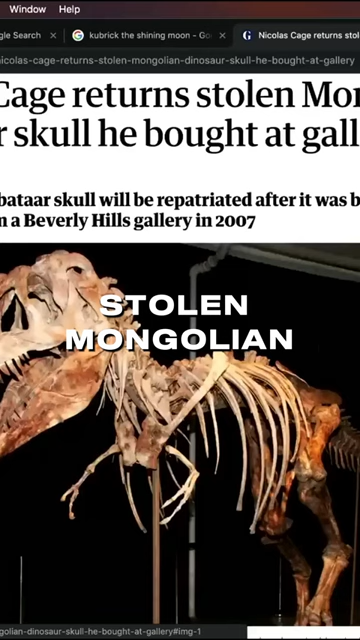 Window Help
gle Search
kubrick the shining moon - Go
Nicolas Cage returns stole
nicolas-cage-returns-stolen-mongolian-dinosaur-skull-he-bought-at-gallery
Cage returns stolen Mon
r skull he bought at gall
bataar skull will be repatriated after it was b
m a Beverly Hills gallery in 2007
STOLEN
MONGOLIAN
golian-dinosaur-skull-he-bought-at-gallery#img-1